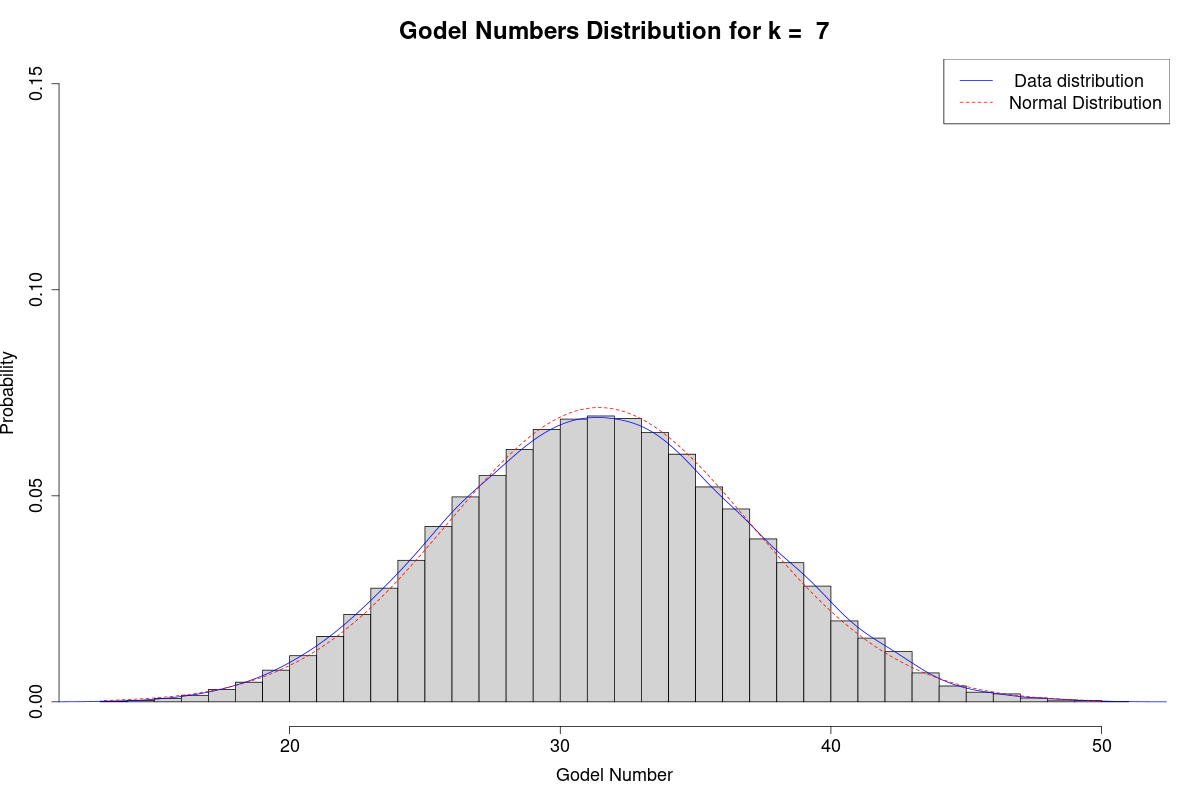 Godel Numbers Distribution for k =  7
Data distribution
Normal Distribution
0.15
0.10
0.05
0.00
Probability
20 30 40 50
Godel Number